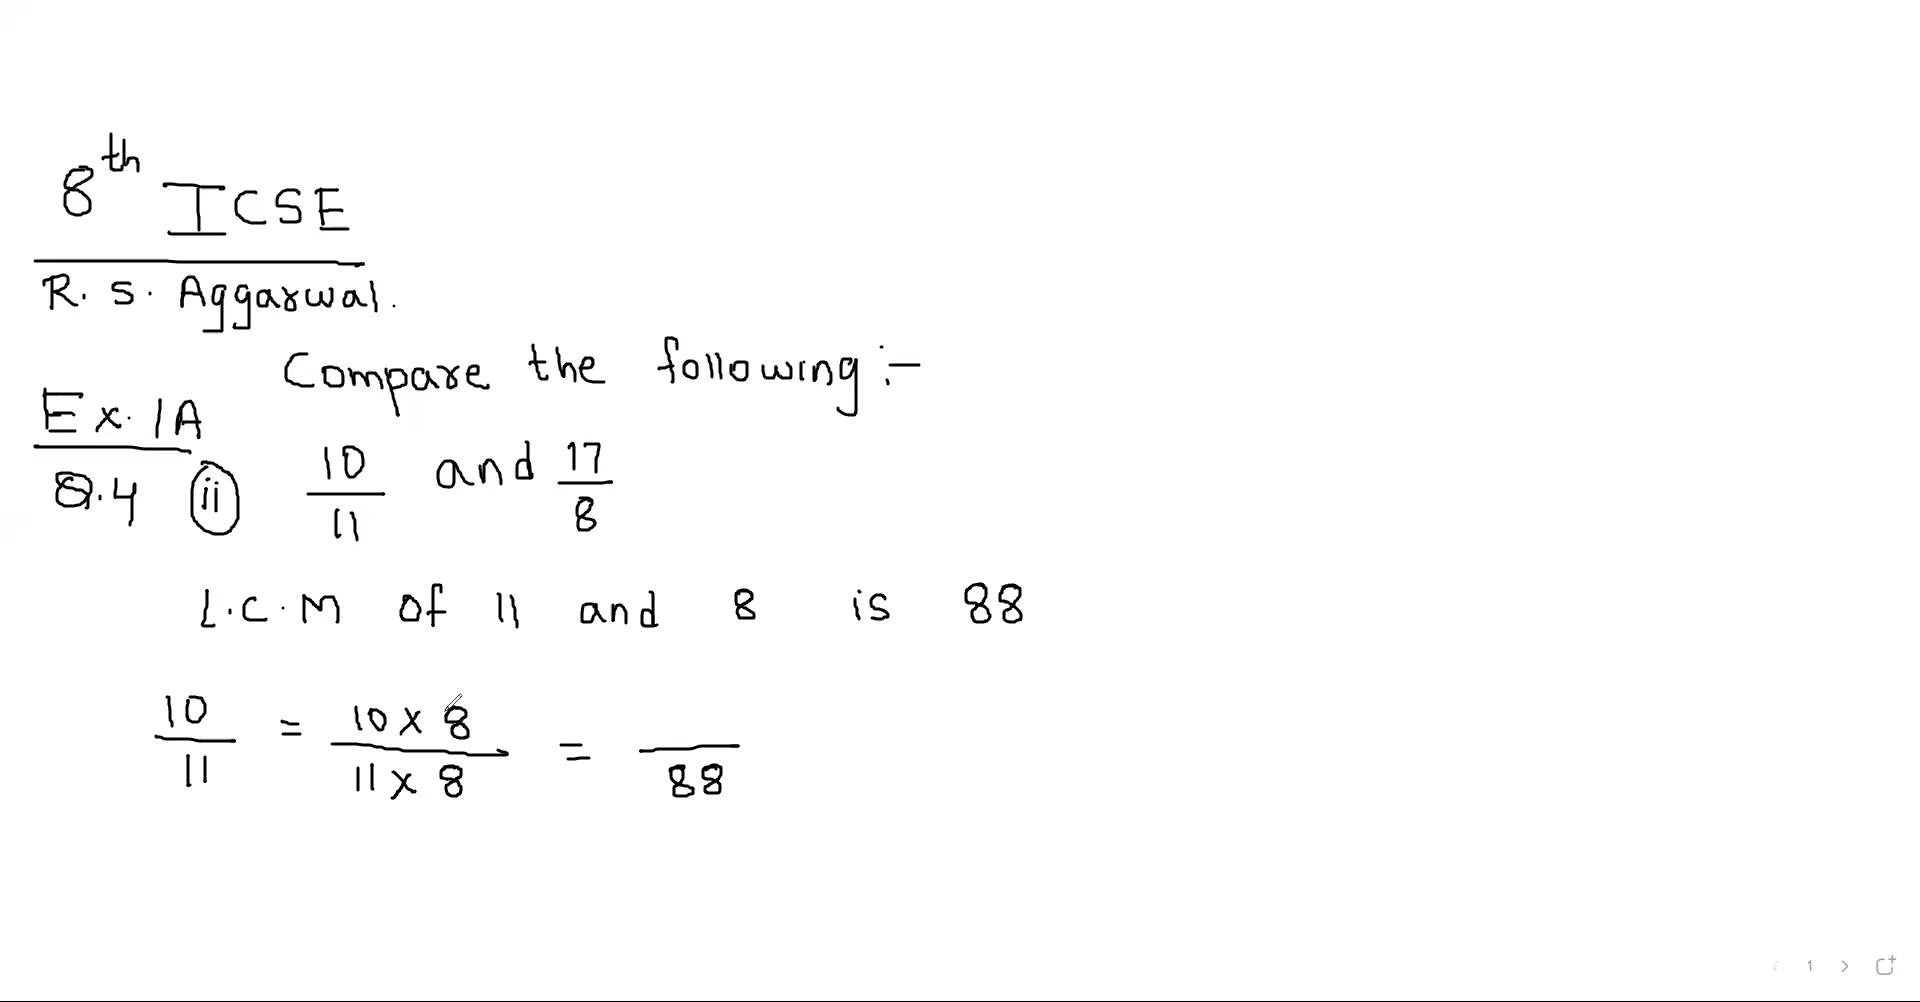 8th ICSE
R. S. Aggarwal.
Compare the following :-
Ex. 1A
Q.4 (ii) 10/11 and 17/8
L.C.M of 11 and 8 is 88
10/11 = 10 x 8 / 11 x 8 = /88
1